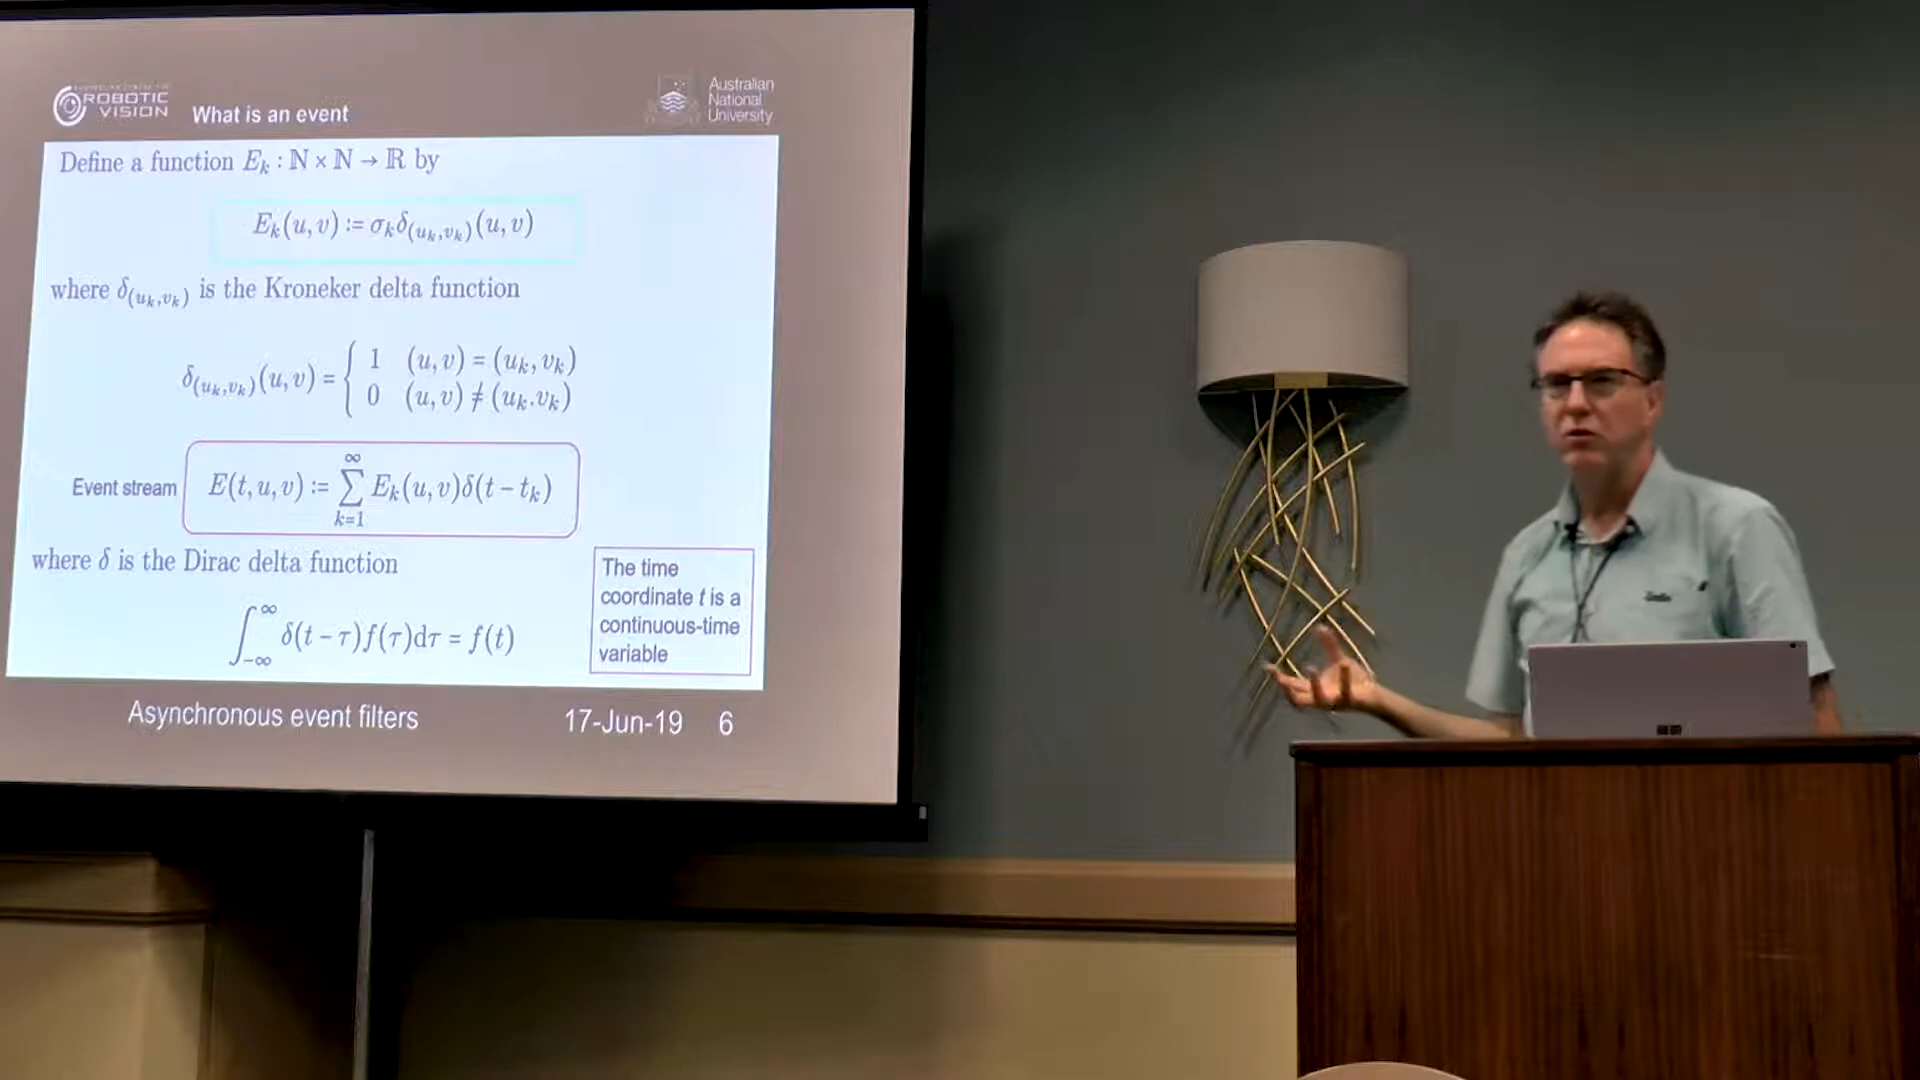 ROBOTIC
VISION
What is an event
Australian
National
University
Define a function E_k : ℕ × ℕ → ℝ by
E_k(u, v) := σ_k δ_(u_k,v_k)(u, v)
where δ_(u_k,v_k) is the Kroneker delta function
δ_(u_k,v_k)(u, v) = { 1 (u, v) = (u_k, v_k)
0 (u, v) ≠ (u_k.v_k)
Event stream E(t, u, v) := ∑_{k=1}^{∞} E_k(u, v)δ(t − t_k)
where δ is the Dirac delta function
∫_{−∞}^{∞} δ(t − τ)f(τ)dτ = f(t)
The time
coordinate t is a
continuous-time
variable
Asynchronous event filters
17-Jun-19 6